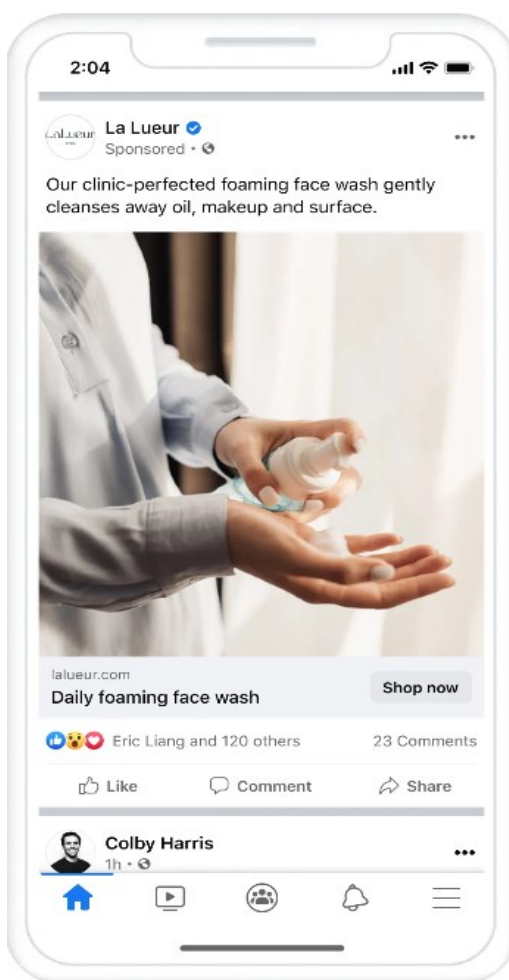 2:04
LaLueur
La Lueur
Sponsored
Our clinic-perfected foaming face wash gently
cleanses away oil, makeup and surface.
lalueur.com
Daily foaming face wash
Shop now
Eric Liang and 120 others
23 Comments
Like
Comment
Share
Colby Harris
1h